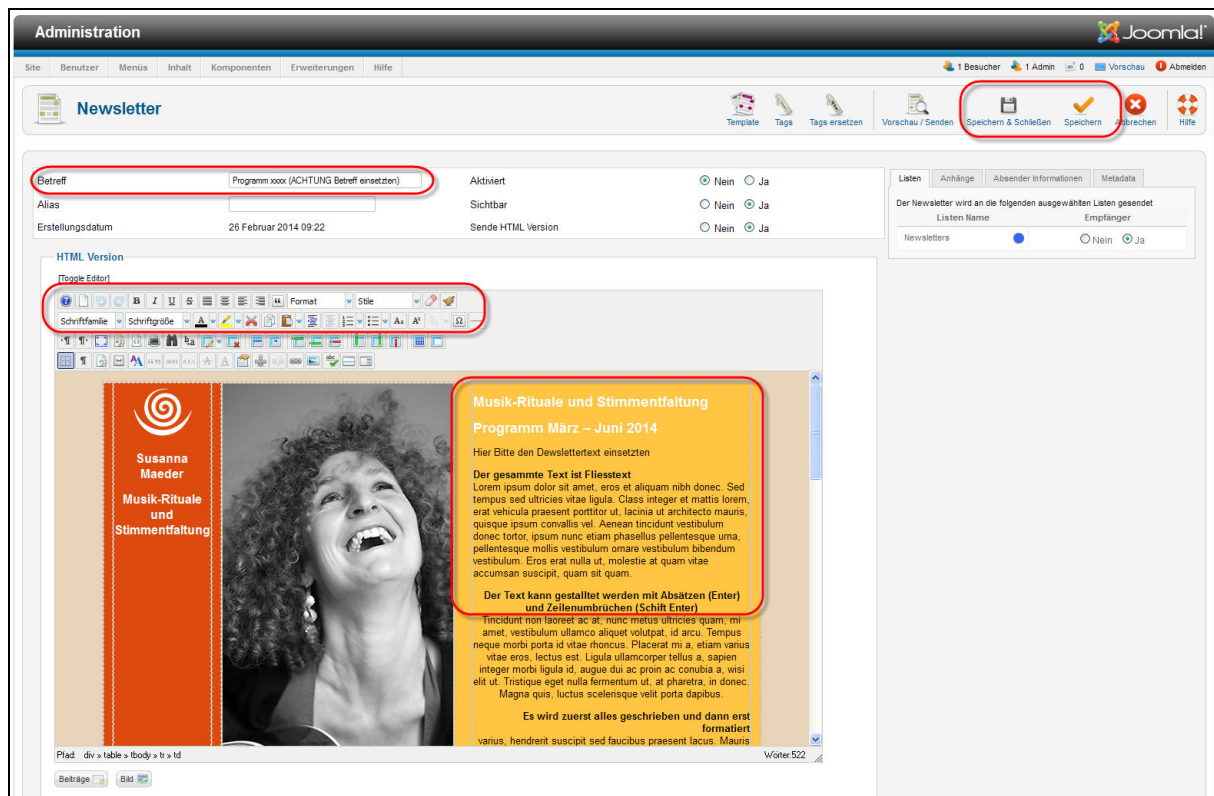 Administration
Joomla!
Site Benutzer Menüs Inhalt Komponenten Erweiterungen Hilfe
1 Besucher 1 Admin 0 Vorschau Abmelden
Newsletter
Template Tags Tags ersetzen Vorschau / Senden Speichern & Schließen Speichern Abbrechen Hilfe
Betreff Programm xxxx (ACHTUNG Betreff einsetzten)
Alias
Erstellungsdatum 26 Februar 2014 09:22
Aktiviert Nein Ja
Sichtbar Nein Ja
Sende HTML Version Nein Ja
Listen Anhänge Absender Informationen Metadata
Der Newsletter wird an die folgenden ausgewählten Listen gesendet
Listen Name Empfänger
Newsletters Nein Ja
HTML Version
[Toggle Editor]
Format Stile
Schriftfamilie Schriftgröße
Susanna
Maeder
Musik-Rituale
und
Stimmentfaltung
Musik-Rituale und Stimmentfaltung
Programm März – Juni 2014
Hier Bitte den Dewslettertext einsetzten
Der gesammte Text ist Fliesstext
Lorem ipsum dolor sit amet, eros et aliquam nibh donec. Sed
tempus sed ultricies vitae ligula. Class integer et mattis lorem,
erat vehicula praesent porttitor ut, lacinia ut architecto mauris,
quisque ipsum convallis vel. Aenean tincidunt vestibulum
donec tortor, ipsum nunc etiam phasellus pellentesque urna,
pellentesque mollis vestibulum ornare vestibulum bibendum
vestibulum. Eros erat nulla ut, molestie at quam vitae
accumsan suscipit, quam sit quam.
Der Text kann gestalltet werden mit Absätzen (Enter)
und Zeilenumbrüchen (Schift Enter)
Tincidunt non laoreet ac at, nunc metus ultricies quam, mi
amet, vestibulum ullamco aliquet volutpat, id arcu. Tempus
neque morbi porta id vitae rhoncus. Placerat mi a, etiam varius
vitae eros, lectus est. Ligula ullamcorper tellus a, sapien
integer morbi ligula id, augue dui ac proin ac conubia a, wisi
elit ut. Tristique eget nulla fermentum ut, at pharetra, in donec.
Magna quis, luctus scelerisque velit porta dapibus.
Es wird zuerst alles geschrieben und dann erst
formatiert
varius, hendrerit suscipit sed faucibus praesent lacus. Mauris
Pfad: div » table » tbody » tr » td
Wörter:522
Beiträge Bild